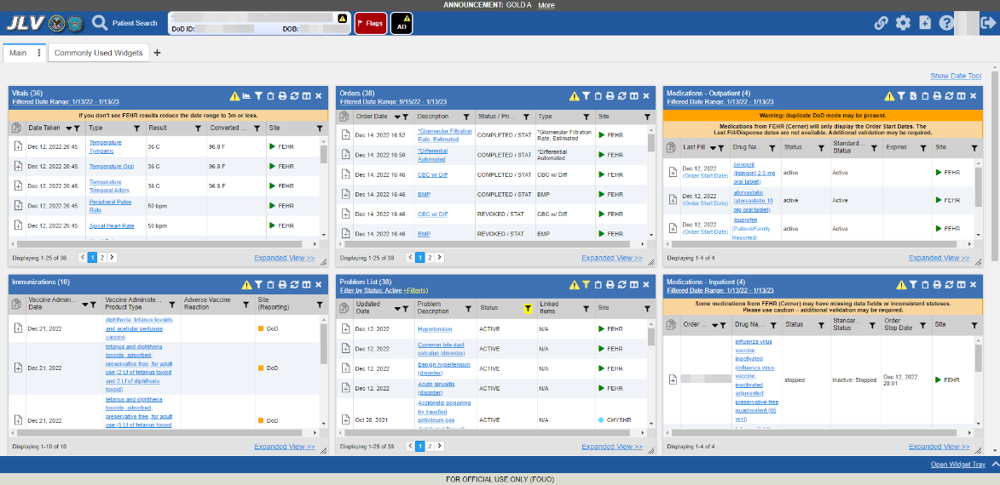 ANNOUNCEMENT: GOLD A More
JLV
Patient Search
DoD ID: DOB:
Flags
AD
Main
Commonly Used Widgets
Show Date Tool
Vitals (36)
Filtered Date Range: 1/13/22 - 1/13/23
If you don't see FEHR results reduce the date range to 3m or less.
Date Taken Type Result Converted ... Site
Dec 12, 2022 20:45 Temperature Tympanic 36 C 96.8 F FEHR
Dec 12, 2022 20:45 Temperature Oral 36 C 96.8 F FEHR
Dec 12, 2022 20:45 Temperature Temporal Artery 36 C 96.8 F FEHR
Dec 12, 2022 20:45 Peripheral Pulse Rate 50 bpm FEHR
Dec 12, 2022 20:45 Apical Heart Rate 50 bpm FEHR
Displaying 1-25 of 36 1 2 Expanded View >>
Orders (38)
Filtered Date Range: 9/15/22 - 1/13/23
Order Date Description Status / Pri... Type Site
Dec 14, 2022 16:52 *Glomerular Filtration Rate, Estimated COMPLETED / STAT *Glomerular Filtration Rate, Estimated FEHR
Dec 14, 2022 16:50 *Differential Automated COMPLETED / STAT *Differential Automated FEHR
Dec 14, 2022 16:46 CBC w/ Diff COMPLETED / STAT CBC w/ Diff FEHR
Dec 14, 2022 16:46 BMP COMPLETED / STAT BMP FEHR
Dec 14, 2022 16:46 CBC w/ Diff REVOKED / STAT CBC w/ Diff FEHR
Dec 14, 2022 16:46 BMP REVOKED / STAT BMP FEHR
Displaying 1-25 of 36 1 2 Expanded View >>
Medications - Outpatient (4)
Filtered Date Range: 1/13/22 - 1/13/23
Warning: duplicate DoD meds may be present.
Medications from FEHR (Cerner) will only display the Order Start Dates. The
Last Fill/Dispense dates are not available. Additional validation may be required.
Last Fill Drug Na... Status Standard... Status Expires Site
Dec 12, 2022 (Order Start Date) lisinopril (lisinopril 2.5 mg oral tablet) active Active FEHR
Dec 12, 2022 (Order Start Date) atorvastatin (atorvastatin 10 mg oral tablet) active Active FEHR
Dec 12, 2022 (Order Start Date) ibuprofen (Patient/Family Reported) active Active FEHR
Displaying 1-4 of 4 Expanded View >>
Immunizations (10)
Vaccine Admini... Date Vaccine Administe... Product Type Adverse Vaccine Reaction Site (Reporting)
Dec 21, 2022 diphtheria, tetanus toxoids and acellular pertussis vaccine DoD
Dec 21, 2022 tetanus and diphtheria toxoids, adsorbed, preservative free, for adult use (2 Lf of tetanus toxoid and 2 Lf of diphtheria toxoid) DoD
Dec 21, 2022 tetanus and diphtheria toxoids, adsorbed, preservative free, for adult use (5 Lf of tetanus toxoid DoD
Displaying 1-10 of 10 Expanded View >>
Problem List (38)
Filter by Status: Active +Filter(s)
Updated Date Problem Description Status Linked Items Site
Dec 12, 2022 Hypertension ACTIVE N/A FEHR
Dec 12, 2022 Common bile duct calculus (disorder) ACTIVE N/A FEHR
Dec 12, 2022 Benign hypertension (disorder) ACTIVE N/A FEHR
Dec 12, 2022 Acute sinusitis (disorder) ACTIVE N/A FEHR
Oct 28, 2021 Accidental poisoning by liquefied petroleum gas ACTIVE N/A CHYSHR
Displaying 1-25 of 36 1 2 Expanded View >>
Medications - Inpatient (4)
Filtered Date Range: 1/13/22 - 1/13/23
Some medications from FEHR (Cerner) may have missing data fields or inconsistent statuses.
Please use caution – additional validation may be required.
Order ... Drug Na... Status Standar... Status Order Stop Date Site
influenza virus vaccine, inactivated (influenza virus vaccine, inactivated adjuvanted preservative-free quadrivalent (65 yr+)) stopped Inactive: Stopped Dec 12, 2022 20:01 FEHR
Displaying 1-4 of 4 Expanded View >>
Open Widget Tray
FOR OFFICIAL USE ONLY (FOUO)